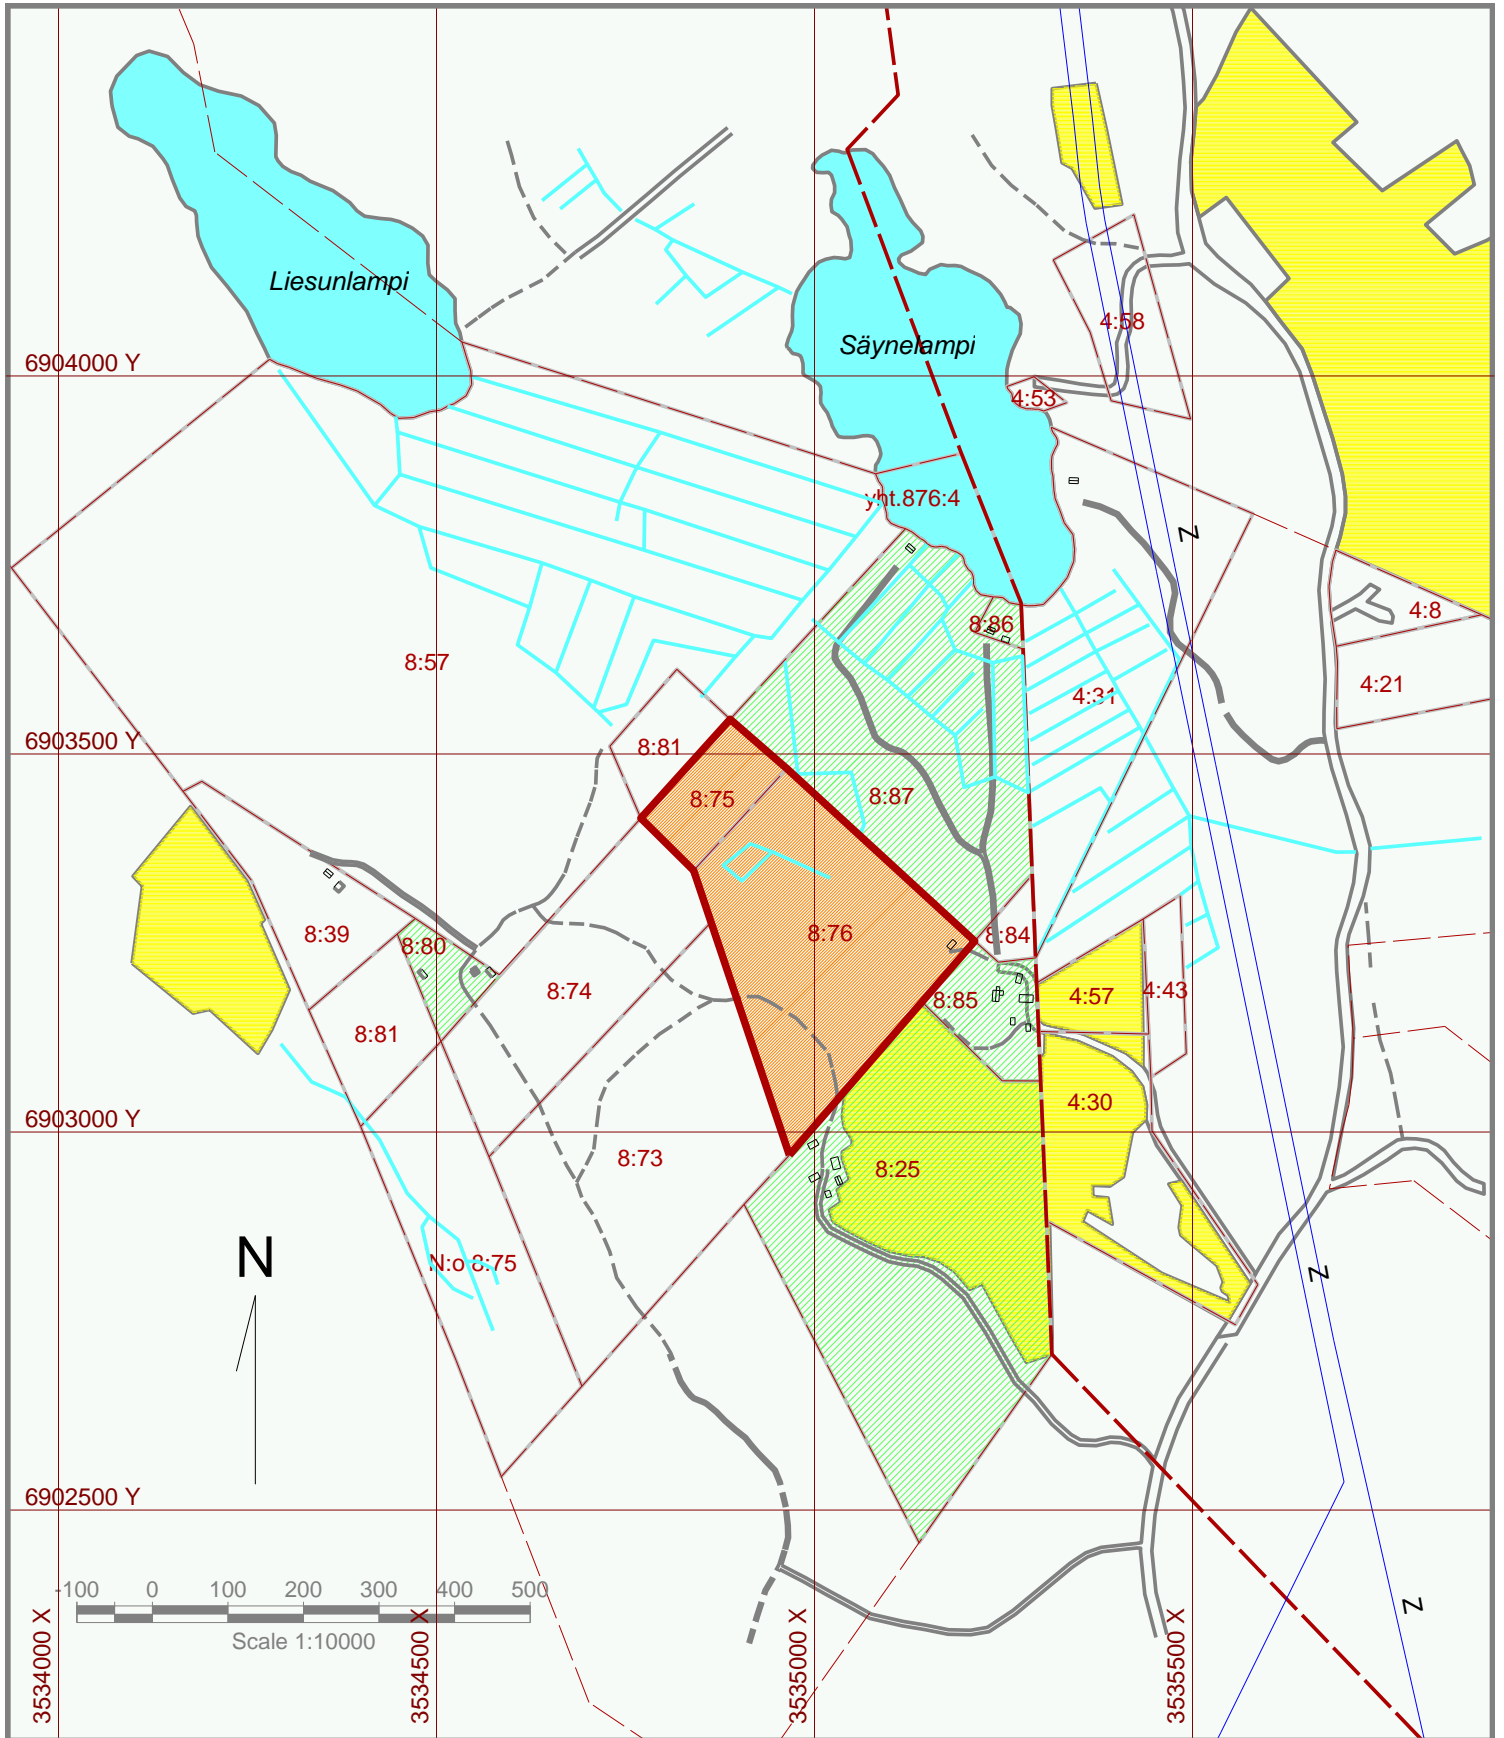 Liesunlampi
Säynelampi
4:58
6904000 Y
4:53
yht.876:4
Z
8:86
4:8
8:57
4:21
4:31
8:81
6903500 Y
8:75
8:87
8:76
8:39
8:80
8:84
8:74
4:57
4:43
8:85
8:81
4:30
6903000 Y
8:73
8:25
N
N:o 8:75
Z
6902500 Y
-100 0 100 200 300 400 500
Z
Scale 1:10000
3534000 X
3534500 X
3535000 X
3535500 X